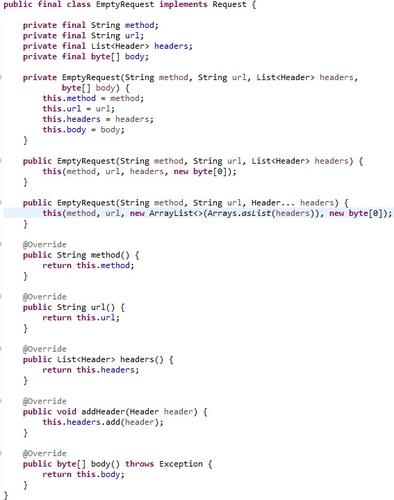 public final class EmptyRequest implements Request {
private final String method;
private final String url;
private final List<Header> headers;
private final byte[] body;
private EmptyRequest(String method, String url, List<Header> headers,
byte[] body) {
this.method = method;
this.url = url;
this.headers = headers;
this.body = body;
}
public EmptyRequest(String method, String url, List<Header> headers) {
this(method, url, headers, new byte[0]);
}
public EmptyRequest(String method, String url, Header... headers) {
this(method, url, new ArrayList<>(Arrays.asList(headers)), new byte[0]);
}
@Override
public String method() {
return this.method;
}
@Override
public String url() {
return this.url;
}
@Override
public List<Header> headers() {
return this.headers;
}
@Override
public void addHeader(Header header) {
this.headers.add(header);
}
@Override
public byte[] body() throws Exception {
return this.body;
}
}